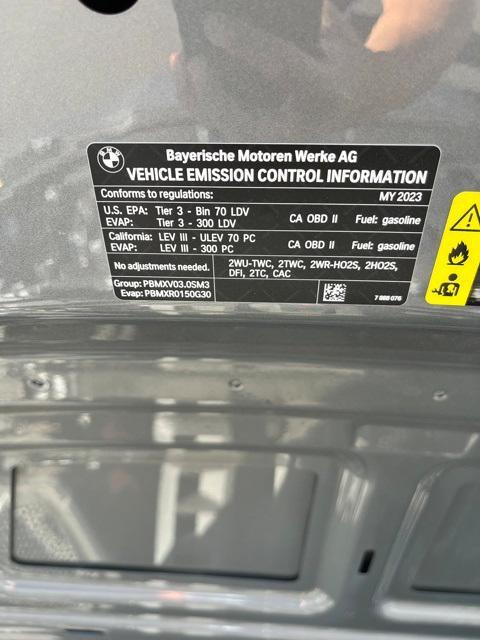 BMW
Bayerische Motoren Werke AG
VEHICLE EMISSION CONTROL INFORMATION
Conforms to regulations: MY 2023
U.S. EPA: Tier 3 - Bin 70 LDV
EVAP: Tier 3 - 300 LDV
CA OBD II Fuel: gasoline
California: LEV III - ULEV 70 PC
EVAP: LEV III - 300 PC
CA OBD II Fuel: gasoline
No adjustments needed.
2WU-TWC, 2TWC, 2WR-HO2S, 2HO2S,
DFI, 2TC, CAC
Group: PBMXV03.0SM3
Evap: PBMXR0150G30
7 868 076